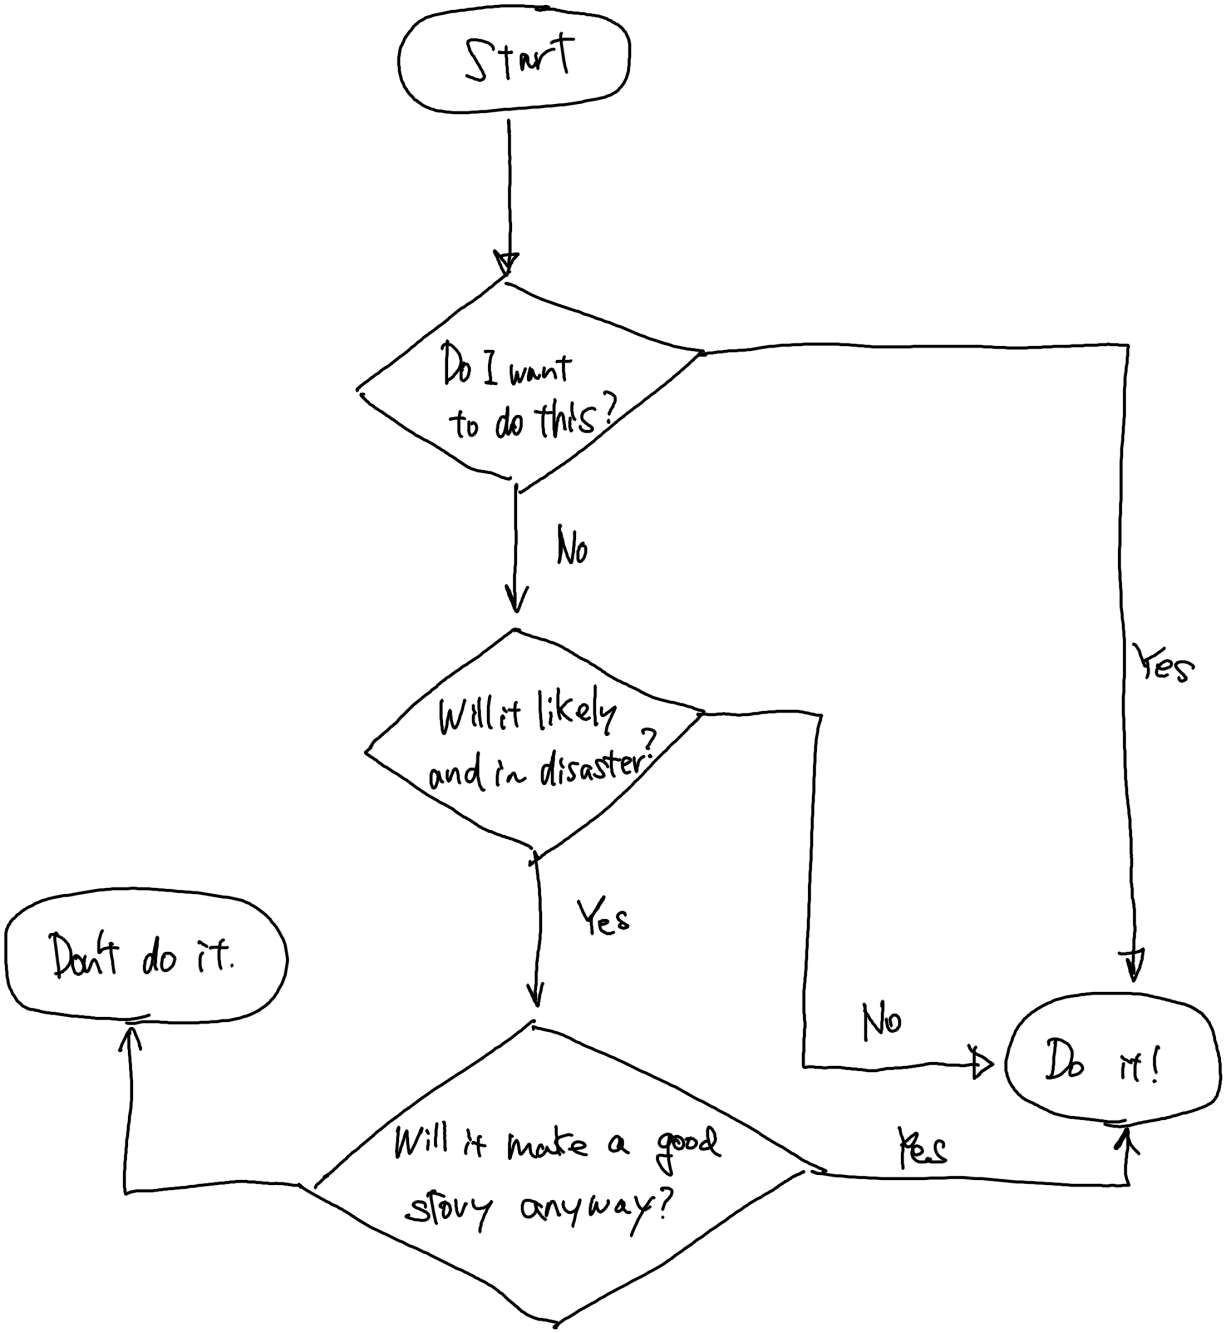 Start
Do I want
to do this?
No
Yes
Will it likely
and in disaster?
Yes
Don't do it.
No
Do it!
Will it make a good
story anyway?
Yes